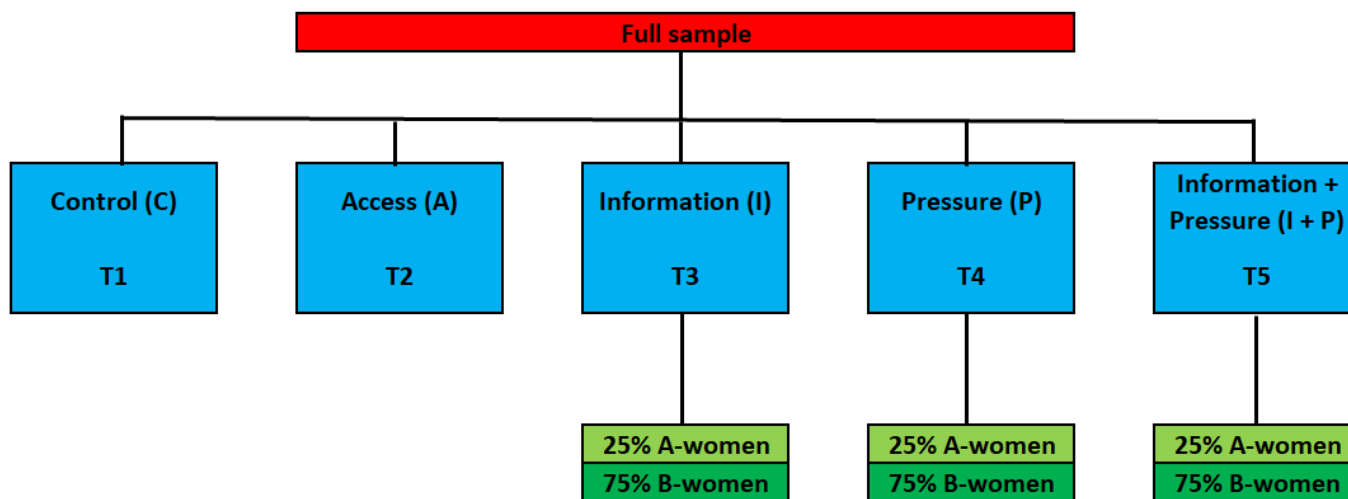 Full sample
Control (C)
T1
Access (A)
T2
Information (I)
T3
Pressure (P)
T4
Information +
Pressure (I + P)
T5
25% A-women
75% B-women
25% A-women
75% B-women
25% A-women
75% B-women